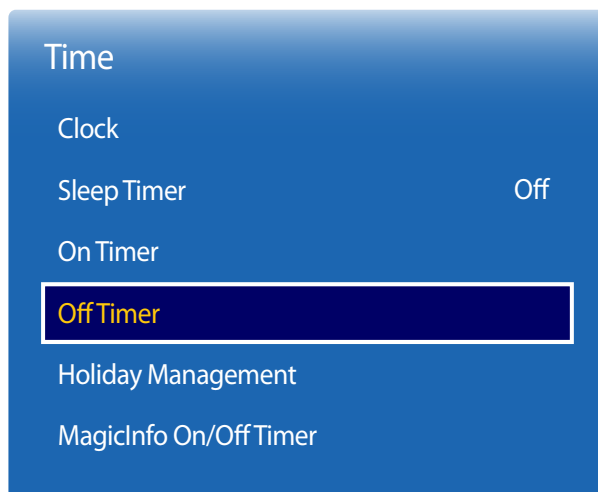 Time
Clock
Sleep Timer Off
On Timer
Off Timer
Holiday Management
MagicInfo On/Off Timer